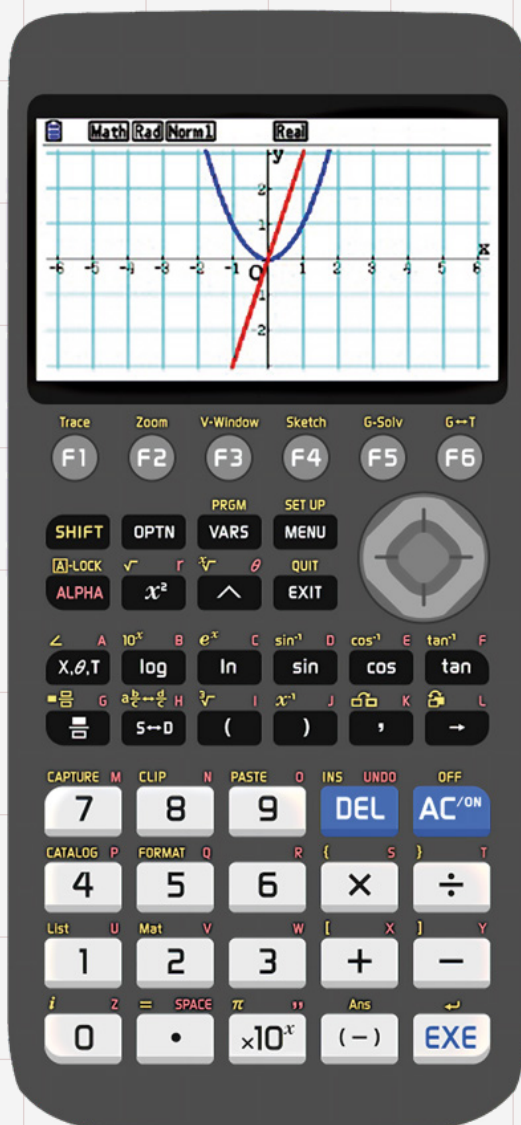 Math Rad Norm1 Real
y
2
1
x
-6 -5 -4 -3 -2 -1 O 1 2 3 4 5 6
-1
-2
Trace Zoom V-Window Sketch G-Solv G↔T
F1 F2 F3 F4 F5 F6
PRGM SET UP
SHIFT OPTN VARS MENU
A-LOCK √ r ˣ√ θ QUIT
ALPHA x² ^ EXIT
∠ A 10ˣ B eˣ C sin⁻¹ D cos⁻¹ E tan⁻¹ F
X,θ,T log ln sin cos tan
G a b/c↔d/c H ³√ I x⁻¹ J K L
S↔D ( ) , →
CAPTURE M CLIP N PASTE O INS UNDO OFF
7 8 9 DEL AC/ON
CATALOG P FORMAT Q R { S } T
4 5 6 × ÷
List U Mat V W [ X ] Y
1 2 3 + −
i Z = SPACE π " Ans ↵
0 • ×10ˣ (−) EXE